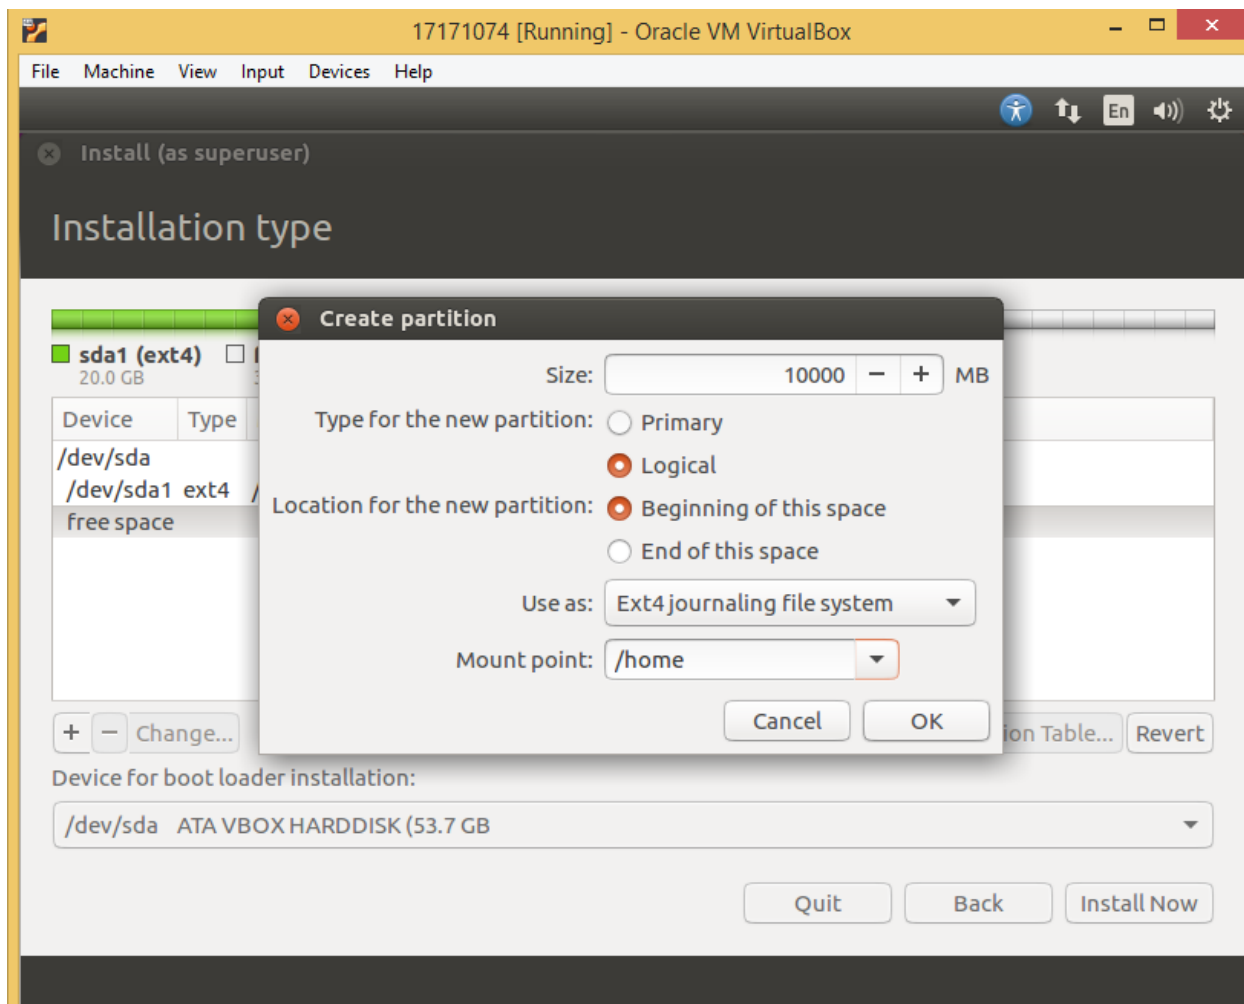 17171074 [Running] - Oracle VM VirtualBox
File Machine View Input Devices Help
En
Install (as superuser)
Installation type
Create partition
sda1 (ext4)
20.0 GB
Size: 10000 MB
Device Type
Type for the new partition: Primary
/dev/sda
Logical
/dev/sda1 ext4 /
Location for the new partition: Beginning of this space
free space
End of this space
Use as: Ext4 journaling file system
Mount point: /home
Cancel OK
+ − Change... ion Table... Revert
Device for boot loader installation:
/dev/sda ATA VBOX HARDDISK (53.7 GB
Quit Back Install Now